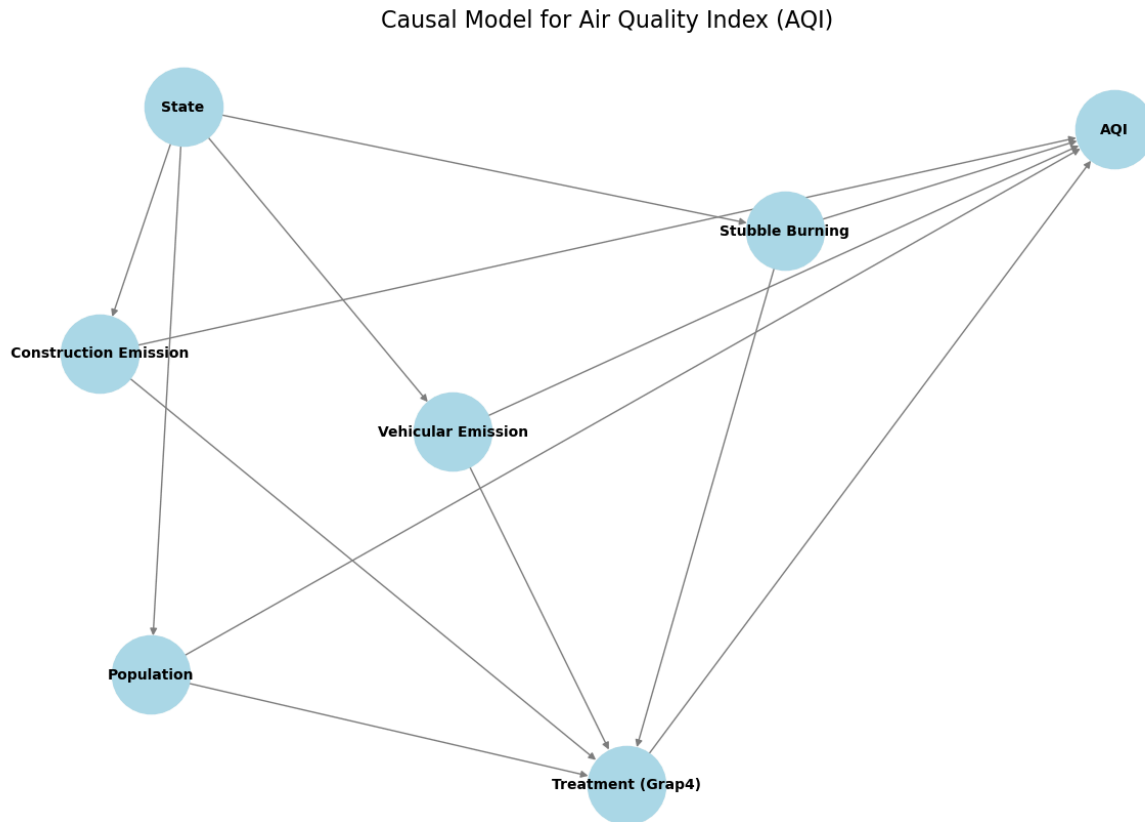 Causal Model for Air Quality Index (AQI)
State
AQI
Stubble Burning
Construction Emission
Vehicular Emission
Population
Treatment (Grap4)